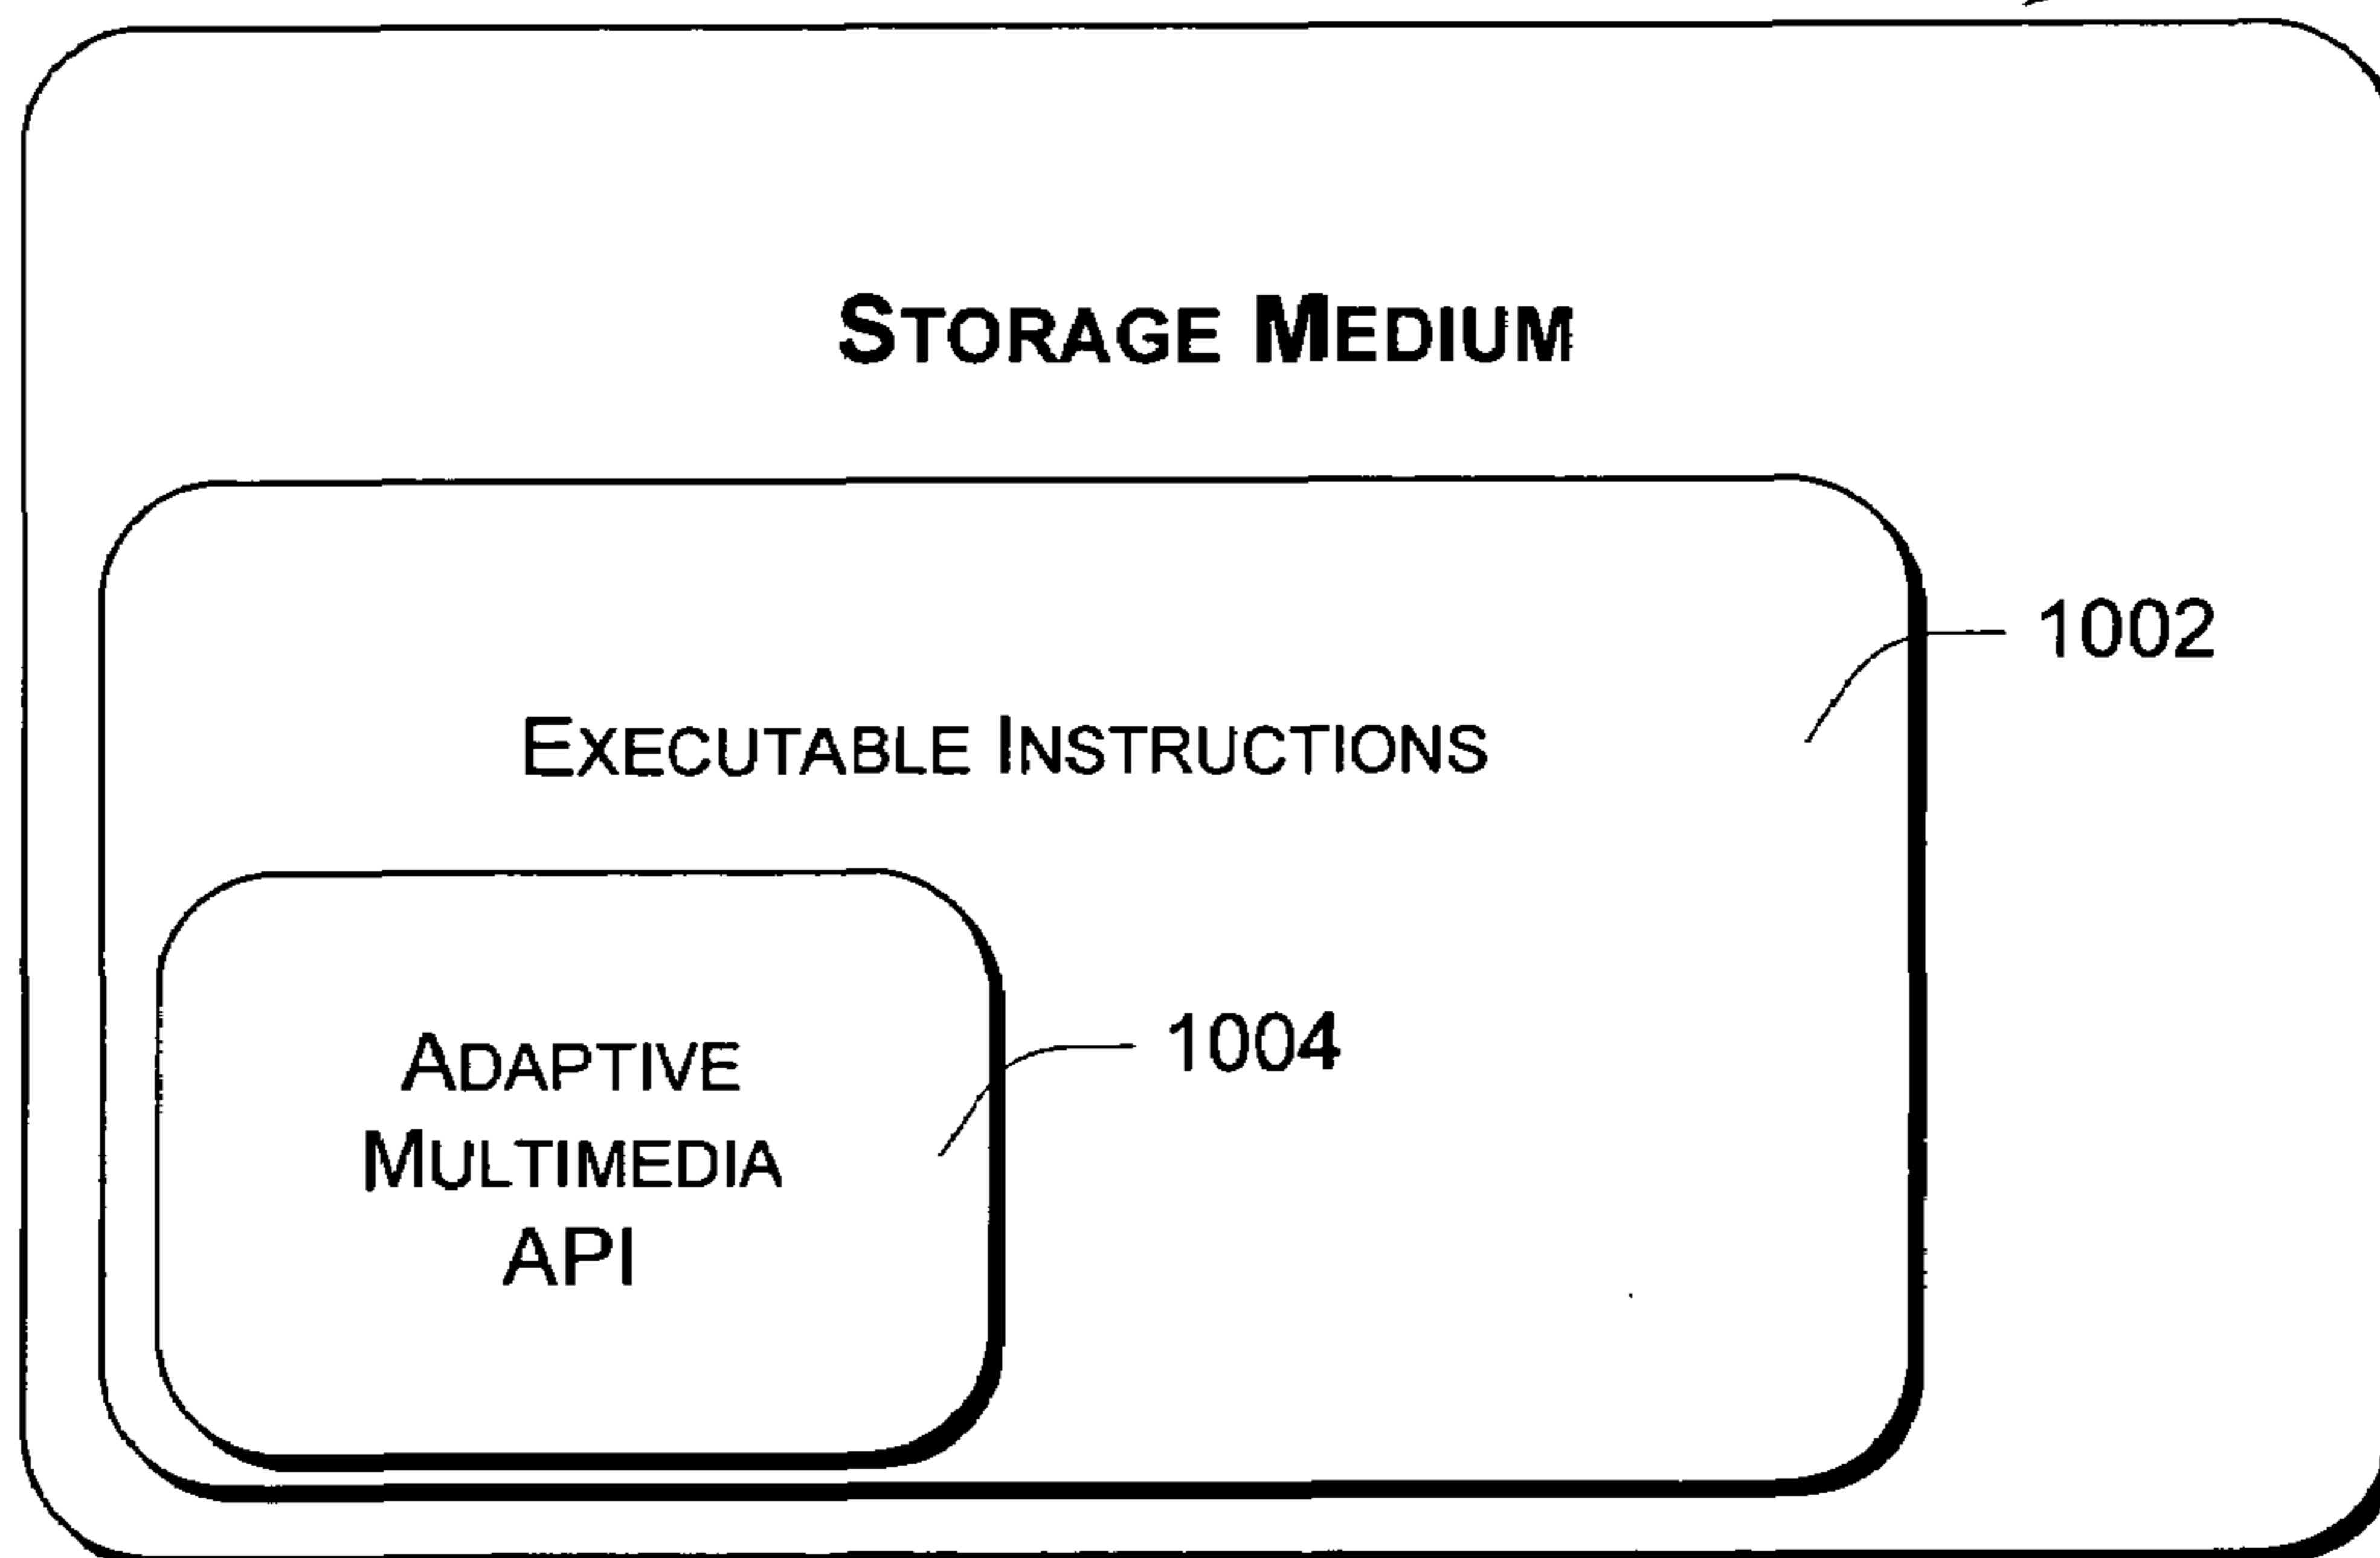 STORAGE MEDIUM
EXECUTABLE INSTRUCTIONS
1002
ADAPTIVE
MULTIMEDIA
API
1004